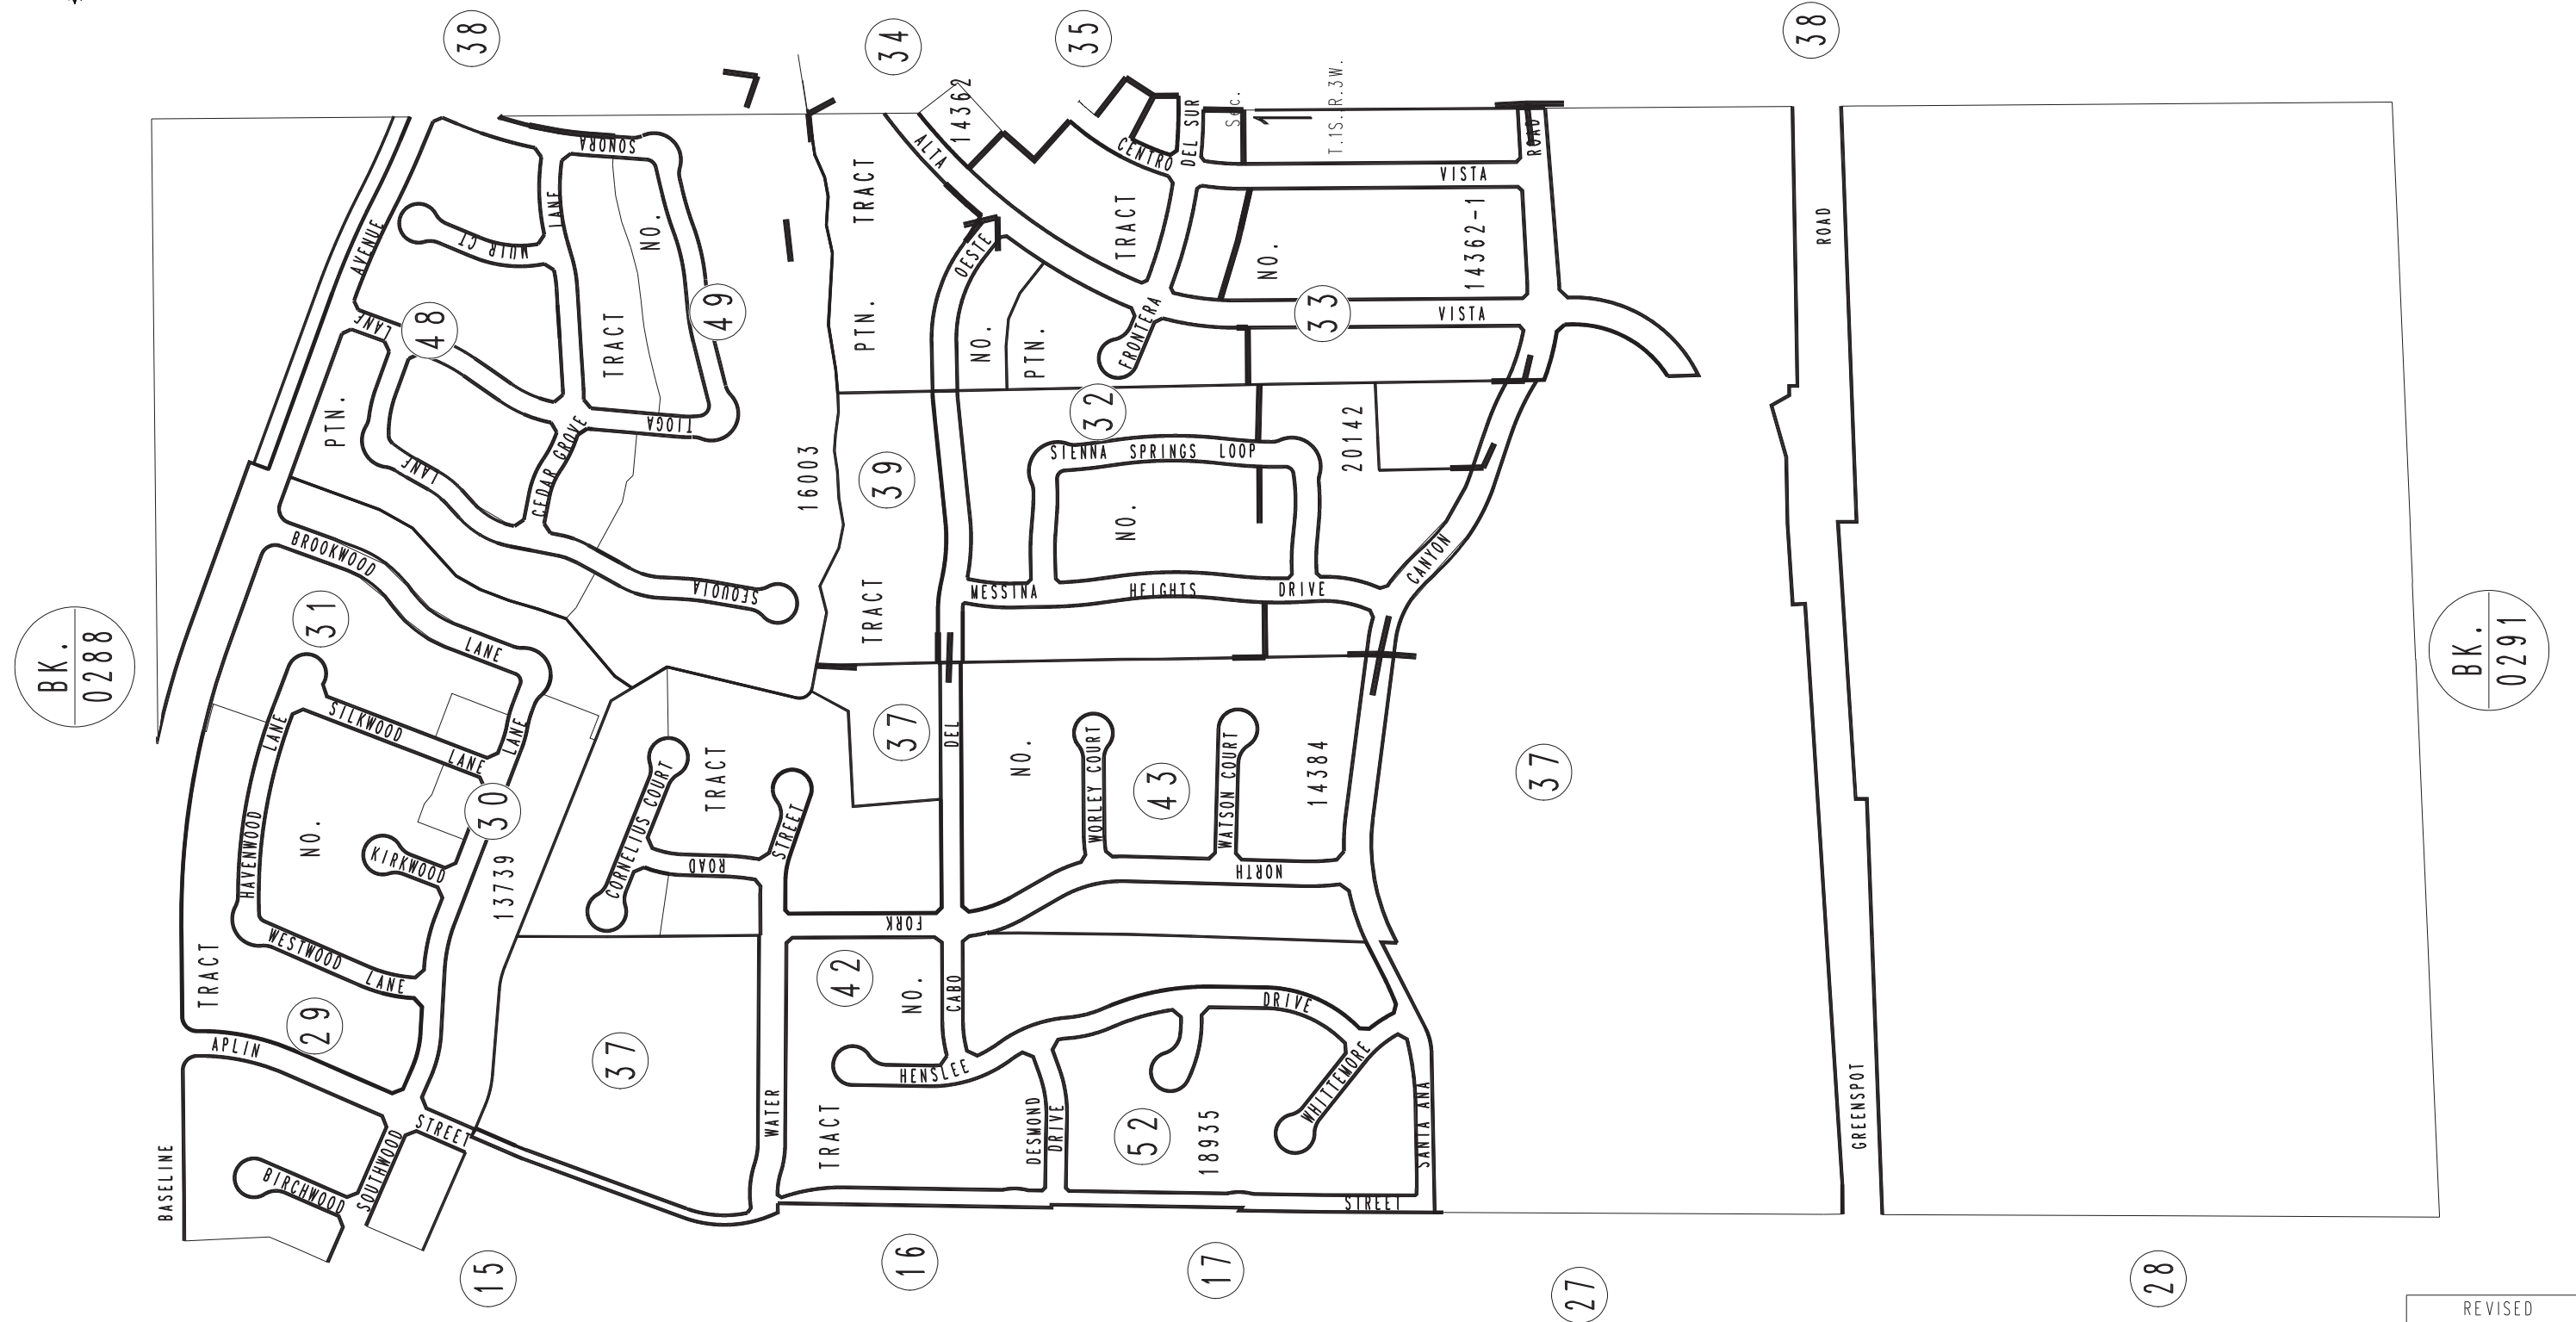 38
34
35
38
14362
ALTA
CENTRO
DEL SUR
Sec.
1
T.1S.,R.3W.
ROAD
VISTA
SONORA
LANE
MUIR CT
AVENUE
NO.
TRACT
TRACT
TRACT
OESTE
NO.
14362-1
ROAD
LANE
48
49
TRACT
PTN.
NO.
PTN.
FRONTERA
33
VISTA
PTN.
TIOGA
CEDAR GROVE
LANE
16003
39
32
SIENNA SPRINGS LOOP
20142
NO.
BROOKWOOD
SEQUOIA
TRACT
MESSINA HEIGHTS DRIVE
CANYON
31
LANE
BK.
0288
BK.
0291
LANE
SILKWOOD
LANE
LANE
37
DEL
NO.
WORLEY COURT
43
WATSON COURT
14384
37
HAVENWOOD
NO.
KIRKWOOD
30
13739
CORNELIUS COURT
TRACT
STREET
ROAD
NORTH
FORK
WESTWOOD LANE
TRACT
42
NO.
CABO
29
APLIN
37
HENSLEE
DRIVE
WHITTEMORE
WATER
TRACT
DESMOND
DRIVE
52
18935
SANTA ANA
GREENSPOT
BASELINE
BIRCHWOOD
SOUTHWOOD
STREET
STREET
15
16
17
27
28
REVISED